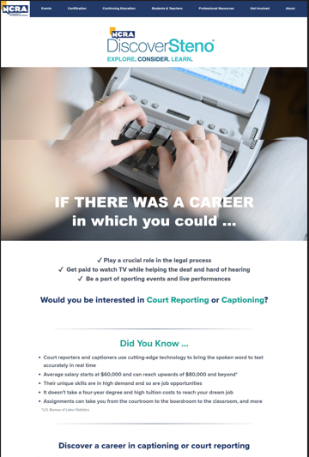 NCRA
Events Certification Continuing Education Students & Teachers Professional Resources Get Involved About
NCRA
DiscoverSteno
EXPLORE. CONSIDER. LEARN.
IF THERE WAS A CAREER
in which you could ...
✓ Play a crucial role in the legal process
✓ Get paid to watch TV while helping the deaf and hard of hearing
✓ Be a part of sporting events and live performances
Would you be interested in Court Reporting or Captioning?
Did You Know ...
• Court reporters and captioners use cutting-edge technology to bring the spoken word to text
accurately in real time
• Average salary starts at $60,000 and can reach upwards of $80,000 and beyond*
• Their unique skills are in high demand and so are job opportunities
• It doesn't take a four-year degree and high tuition costs to reach your dream job
• Assignments can take you from the courtroom to the boardroom to the classroom, and more
*U.S. Bureau of Labor Statistics
Discover a career in captioning or court reporting